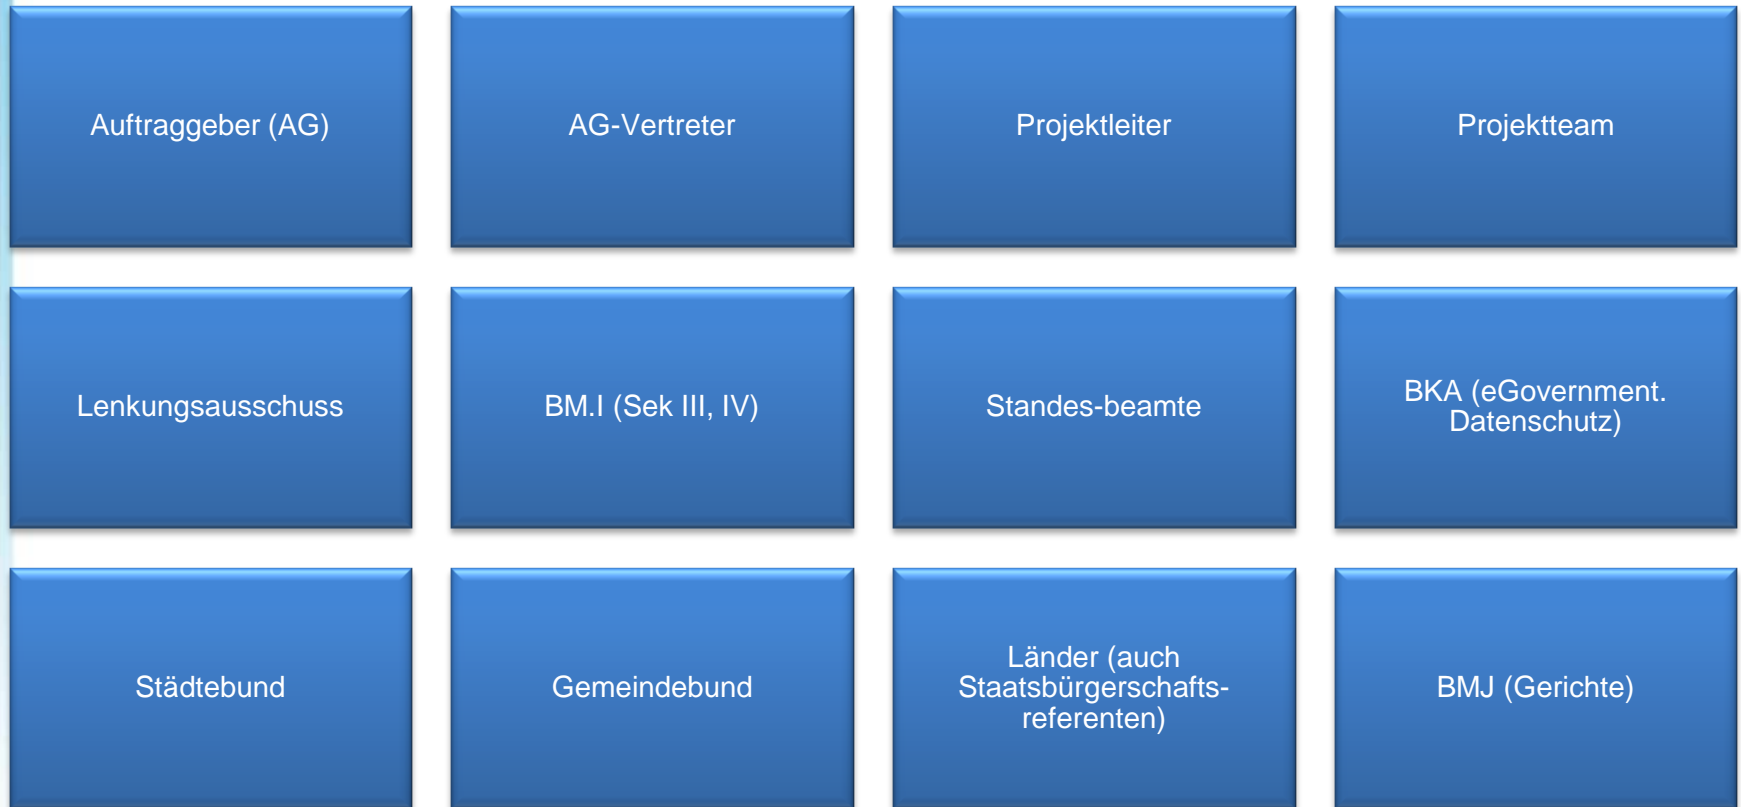 Auftraggeber (AG)
AG-Vertreter
Projektleiter
Projektteam
Lenkungsausschuss
BM.I (Sek III, IV)
Standes-beamte
BKA (eGovernment.
Datenschutz)
Städtebund
Gemeindebund
Länder (auch
Staatsbürgerschafts-
referenten)
BMJ (Gerichte)